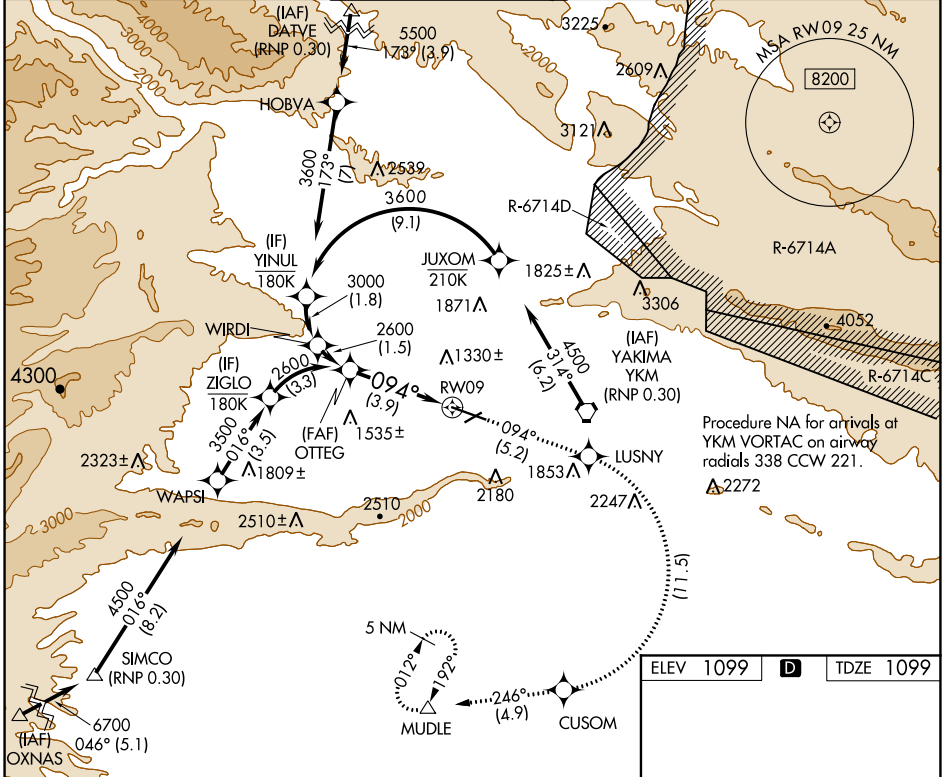 (IAF)
DATVE
(RNP 0.30)
5500
173° (3.9)
HOBVA
3600
173°
(7)
2539
3225
2609
3121
MSA RW09 25 NM
8200
R-6714D
R-6714A
3600
(9.1)
(IF)
YINUL
180K
JUXOM
210K
1825±
1871
3306
4052
R-6714C
3000
(1.8)
WIRDI
2600
(1.5)
(IF)
ZIGLO
180K
2600
(3.3)
1330±
4500
314°
(6.2)
(IAF)
YAKIMA
YKM
(RNP 0.30)
4300
094°
(3.9)
RW09
3500
016°
(3.5)
(FAF)
OTTEG
1535±
094°
(5.2)
LUSNY
Procedure NA for arrivals at
YKM VORTAC on airway
radials 338 CCW 221.
2272
2323±
1809±
WAPSI
1853
2180
2247
2510±
2510
2000
3000
2000
3000
2000
2000
4500
016°
(8.2)
(11.5)
SIMCO
(RNP 0.30)
5 NM
012°
192°
MUDLE
246°
(4.9)
CUSOM
(IAF)
OXNAS
6700
046° (5.1)
ELEV 1099
D
TDZE 1099